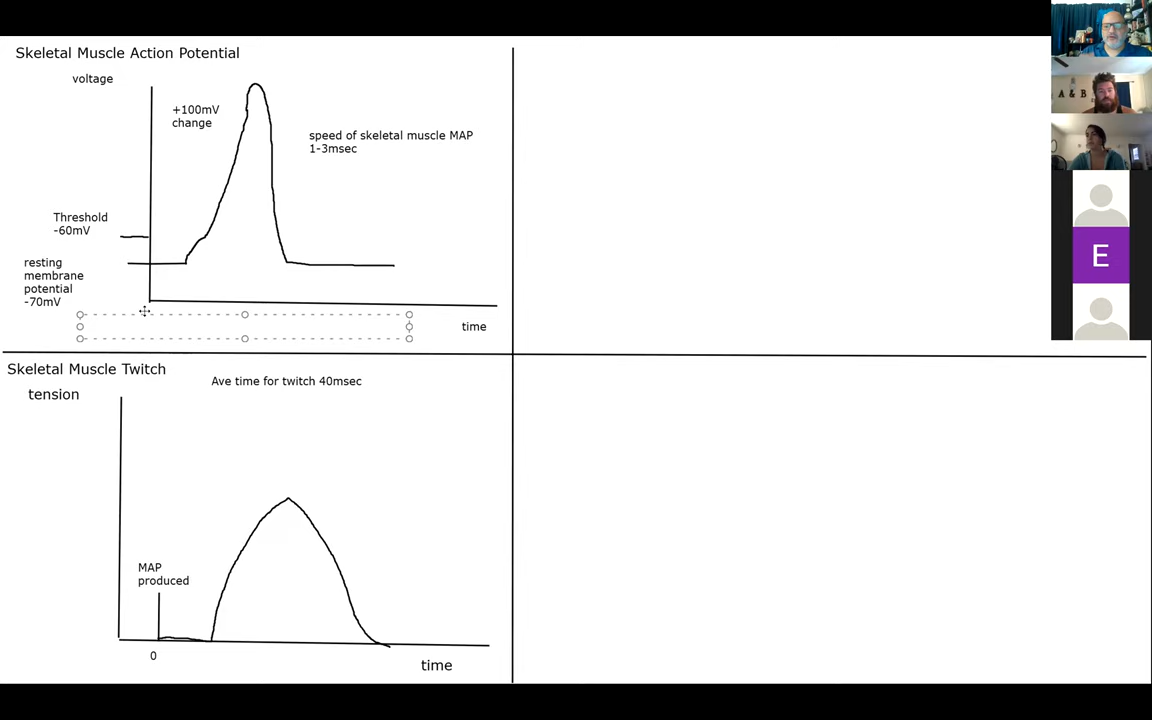 Skeletal Muscle Action Potential
voltage
+100mV
change
speed of skeletal muscle MAP
1-3msec
Threshold
-60mV
resting
membrane
potential
-70mV
time
Skeletal Muscle Twitch
Ave time for twitch 40msec
tension
MAP
produced
0
time
A & B
E